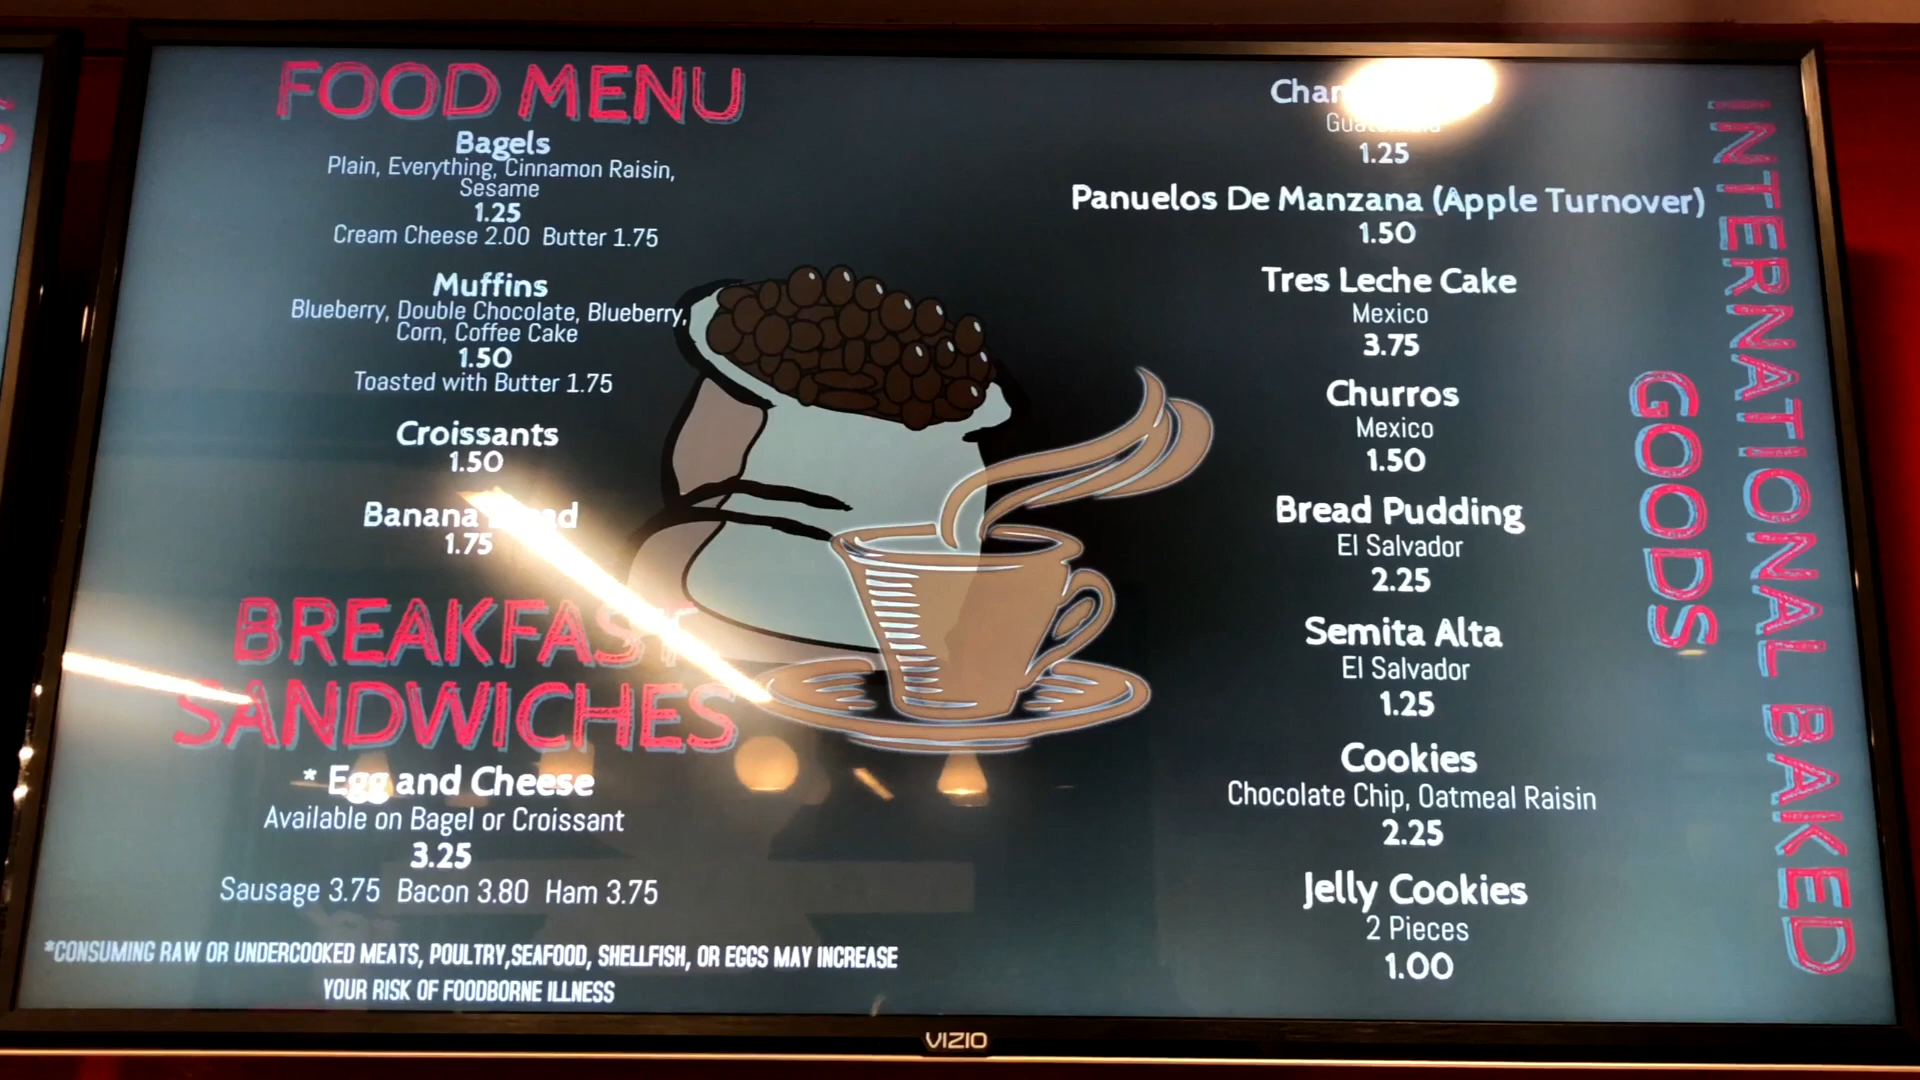 FOOD MENU
Bagels
Plain, Everything, Cinnamon Raisin,
Sesame
1.25
Cream Cheese 2.00 Butter 1.75
Muffins
Blueberry, Double Chocolate, Blueberry,
Corn, Coffee Cake
1.50
Toasted with Butter 1.75
Croissants
1.50
Banana
1.75
BREAKFAST
SANDWICHES
* Egg and Cheese
Available on Bagel or Croissant
3.25
Sausage 3.75 Bacon 3.80 Ham 3.75
*CONSUMING RAW OR UNDERCOOKED MEATS, POULTRY,SEAFOOD, SHELLFISH, OR EGGS MAY INCREASE
YOUR RISK OF FOODBORNE ILLNESS
INTERNATIONAL BAKED
GOODS
Guatemala
1.25
Panuelos De Manzana (Apple Turnover)
1.50
Tres Leche Cake
Mexico
3.75
Churros
Mexico
1.50
Bread Pudding
El Salvador
2.25
Semita Alta
El Salvador
1.25
Cookies
Chocolate Chip, Oatmeal Raisin
2.25
Jelly Cookies
2 Pieces
1.00
VIZIO